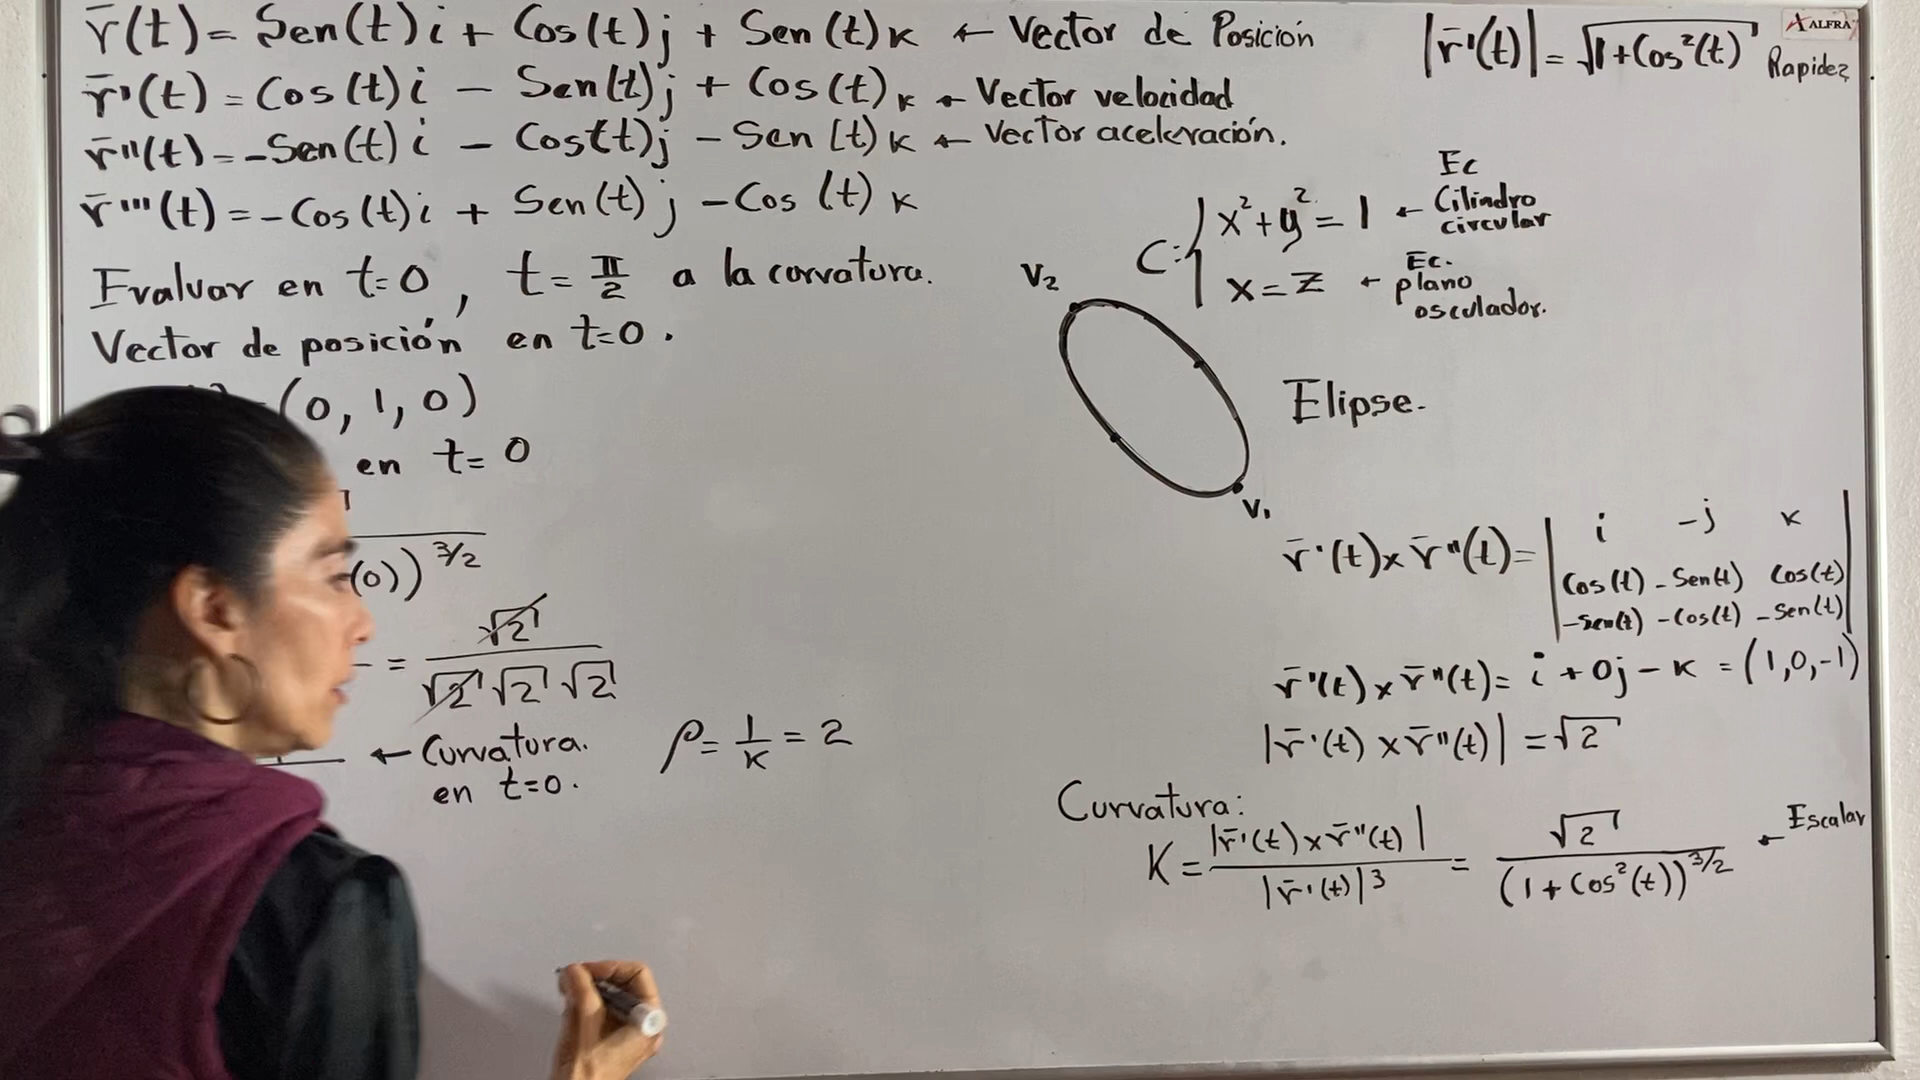 r̄(t) = Sen(t) i + Cos(t) j + Sen(t) k ← Vector de Posición
r̄'(t) = Cos(t) i − Sen(t) j + Cos(t) k ← Vector velocidad
r̄''(t) = −Sen(t) i − Cos(t) j − Sen(t) k ← Vector aceleración.
r̄'''(t) = −Cos(t) i + Sen(t) j − Cos(t) k
Evaluar en t=0, t = π/2 a la curvatura.
Vector de posición en t=0.
(0, 1, 0)
en t= 0
(0))^3/2
= √2 / √2 √2 √2
← Curvatura.
en t=0.
ρ = 1/K = 2
|r̄'(t)| = √1+Cos²(t)
Rapidez
ALFRA
C: { x² + y² = 1 ← Ec Cilindro circular
x = z ← Ec. plano osculador.
V₂
Elipse.
V₁
r̄'(t) x r̄''(t) = | i −j k
Cos(t) −Sen(t) Cos(t)
−Sen(t) −Cos(t) −Sen(t) |
r̄'(t) x r̄''(t) = i + 0j − k = (1,0,-1)
|r̄'(t) x r̄''(t)| = √2
Curvatura:
K = |r̄'(t) x r̄''(t)| / |r̄'(t)|³ = √2 / (1 + Cos²(t))^3/2 ← Escalar